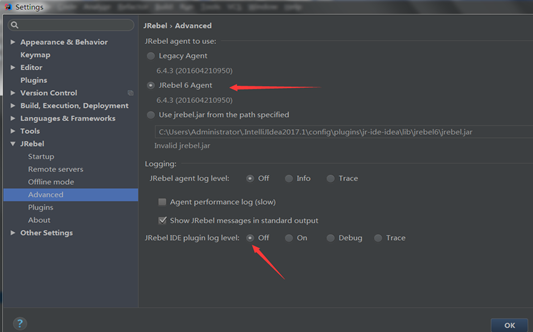 Settings
Appearance & Behavior
Keymap
Editor
Plugins
Version Control
Build, Execution, Deployment
Languages & Frameworks
Tools
JRebel
Startup
Remote servers
Offline mode
Advanced
Plugins
About
Other Settings
JRebel › Advanced
JRebel agent to use:
Legacy Agent
6.4.3 (201604210950)
JRebel 6 Agent
6.4.3 (201604210950)
Use jrebel.jar from the path specified
C:\Users\Administrator\.IntelliJIdea2017.1\config\plugins\jr-ide-idea\lib\jrebel6\jrebel.jar
Invalid jrebel.jar
Logging:
JRebel agent log level: Off Info Trace
Agent performance log (slow)
Show JRebel messages in standard output
JRebel IDE plugin log level: Off On Debug Trace
?
OK